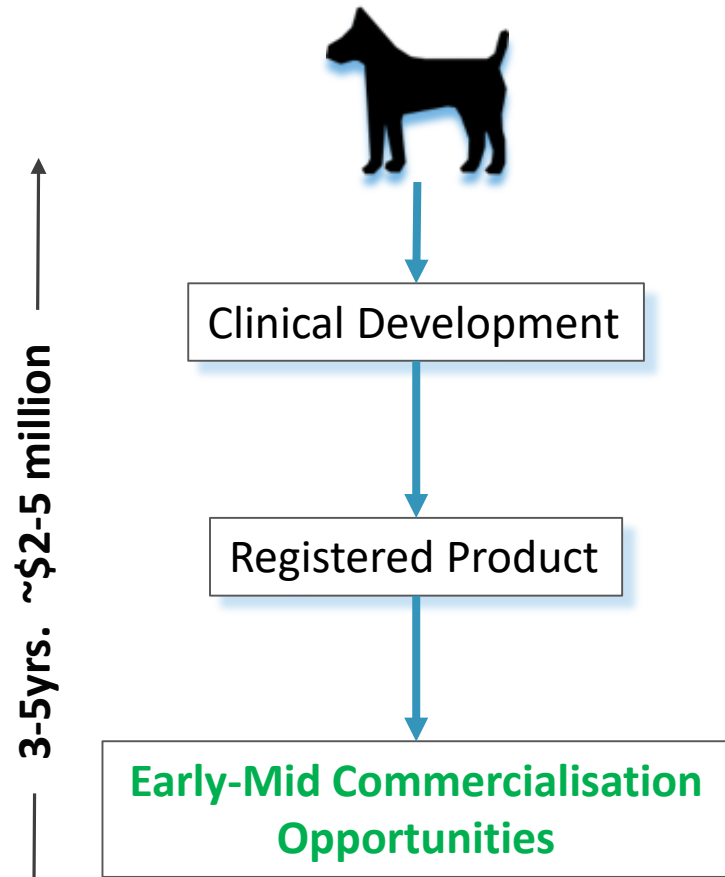 Clinical Development
Registered Product
3-5yrs. ~$2-5 million
Early-Mid Commercialisation
Opportunities